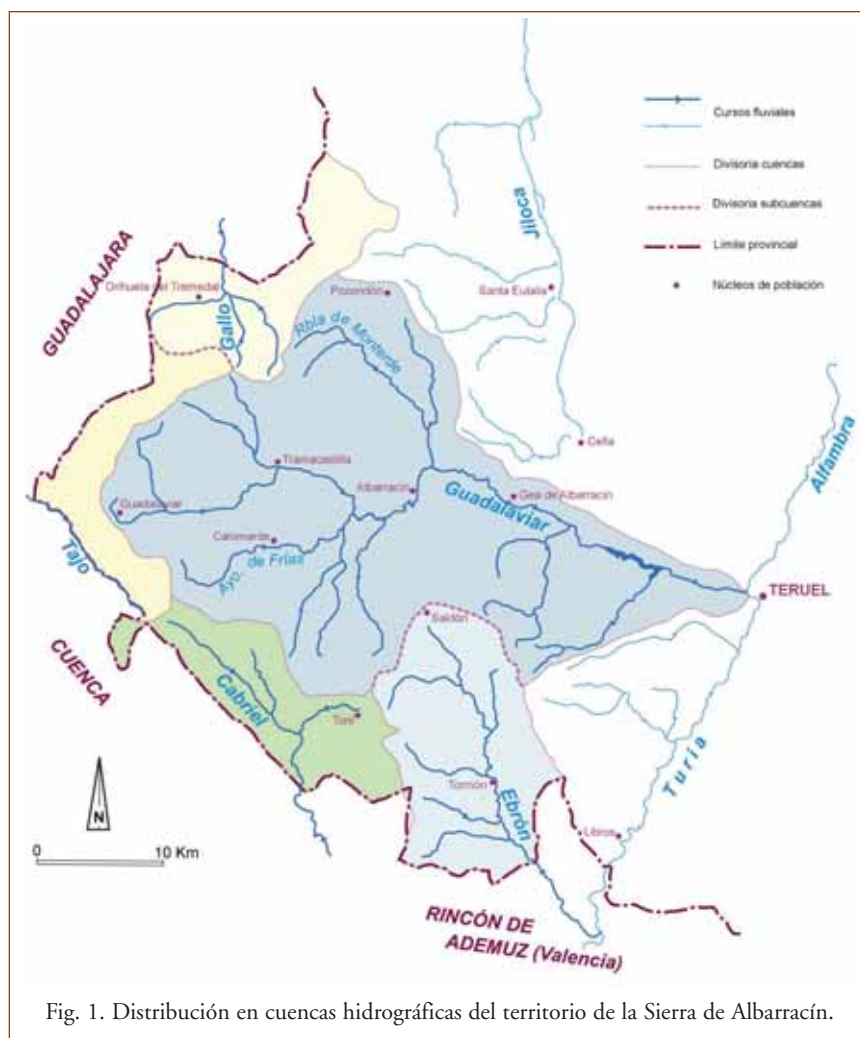 Cursos fluviales
Divisoria cuencas
Divisoria subcuencas
Límite provincial
Núcleos de población
Jiloca
GUADALAJARA
Orihuela del Tremedal
Gallo
Pozondón
Santa Eulalia
Rbla de Monterde
Cella
Alfambra
Tramacastilla
Albarracín
Guadalaviar
Gea de Albarracín
Guadalaviar
Calomarde
Ayo. de Frías
Tajo
TERUEL
CUENCA
Saldón
Cabriel
Toril
Turia
Tormón
Ebrón
Libros
N
0 10 Km
RINCÓN DE
ADEMUZ (Valencia)
Fig. 1. Distribución en cuencas hidrográficas del territorio de la Sierra de Albarracín.